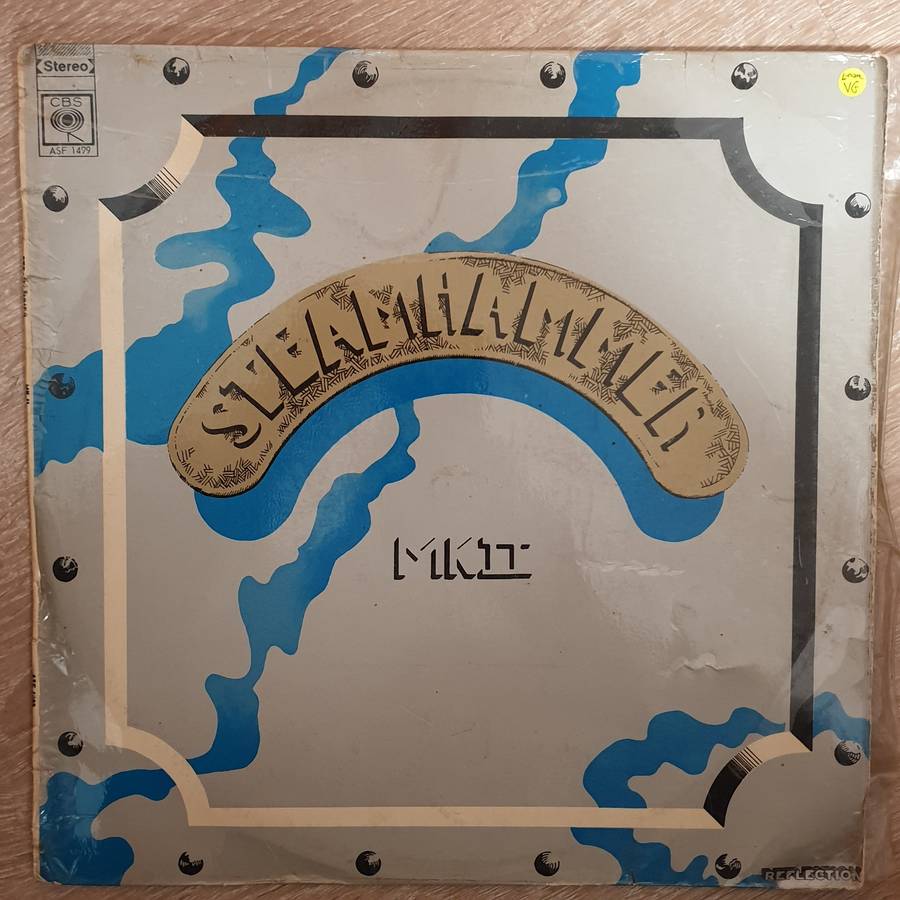 Stereo
CBS
ASF 1499
VG
STEAMHAMMER
MKII
REFLECTION